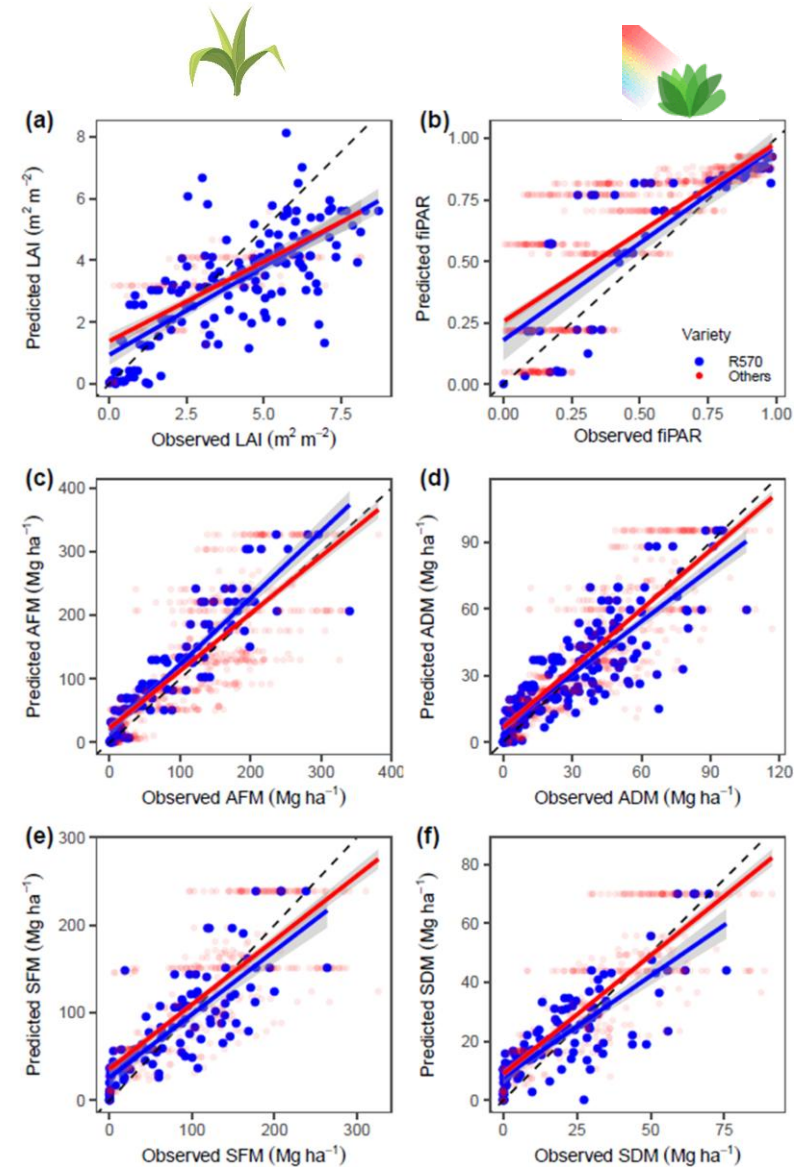 (a)
Predicted LAI (m² m⁻²)
8
6
4
2
0
0.0 2.5 5.0 7.5
Observed LAI (m² m⁻²)
(b)
Predicted fiPAR
1.00
0.75
0.50
0.25
0.00
Variety
R570
Others
0.00 0.25 0.50 0.75 1.00
Observed fiPAR
(c)
Predicted AFM (Mg ha⁻¹)
400
300
200
100
0
0 100 200 300 400
Observed AFM (Mg ha⁻¹)
(d)
Predicted ADM (Mg ha⁻¹)
90
60
30
0
0 30 60 90 120
Observed ADM (Mg ha⁻¹)
(e)
Predicted SFM (Mg ha⁻¹)
300
200
100
0
0 100 200 300
Observed SFM (Mg ha⁻¹)
(f)
Predicted SDM (Mg ha⁻¹)
80
60
40
20
0
0 25 50 75
Observed SDM (Mg ha⁻¹)